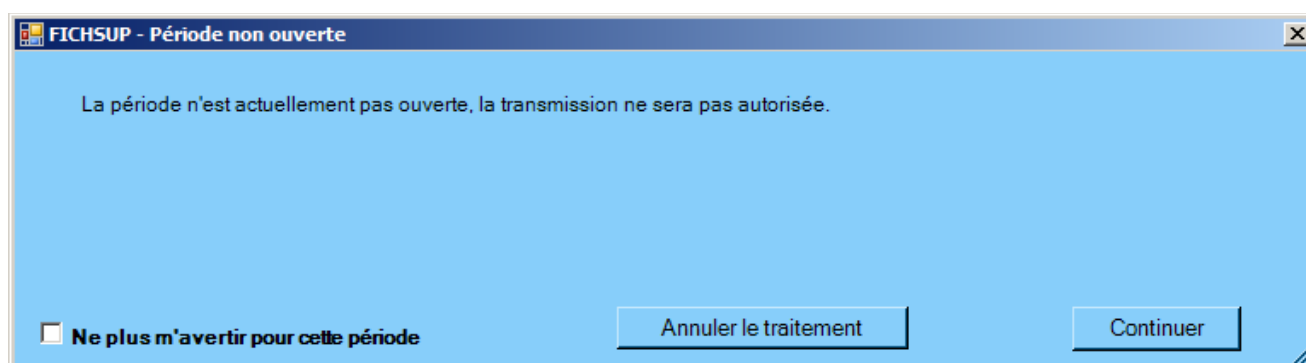 FICHSUP - Période non ouverte
La période n'est actuellement pas ouverte, la transmission ne sera pas autorisée.
Ne plus m'avertir pour cette période
Annuler le traitement
Continuer